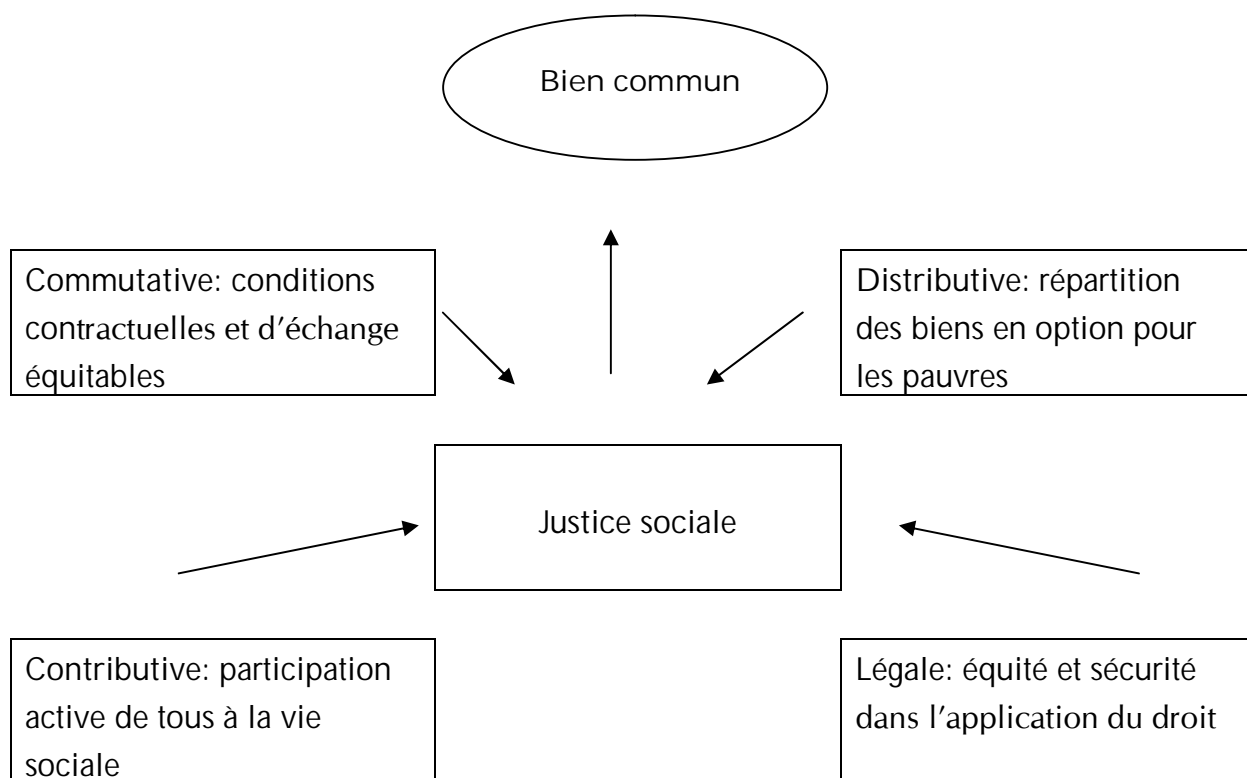 Bien commun
Commutative: conditions
contractuelles et d’échange
équitables
Distributive: répartition
des biens en option pour
les pauvres
Justice sociale
Contributive: participation
active de tous à la vie
sociale
Légale: équité et sécurité
dans l’application du droit